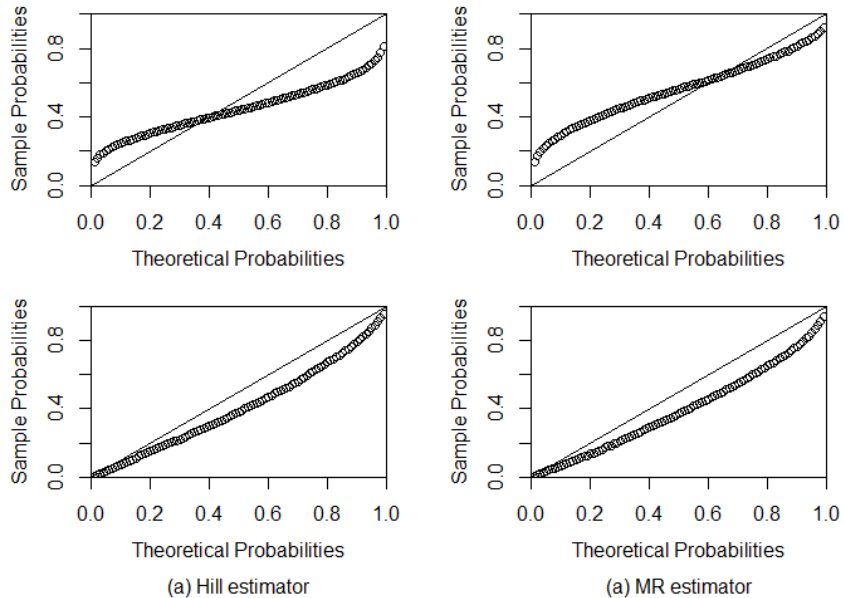 Sample Probabilities
0.0 0.4 0.8
0.0 0.2 0.4 0.6 0.8 1.0
Theoretical Probabilities
Sample Probabilities
0.0 0.4 0.8
0.0 0.2 0.4 0.6 0.8 1.0
Theoretical Probabilities
Sample Probabilities
0.0 0.4 0.8
0.0 0.2 0.4 0.6 0.8 1.0
Theoretical Probabilities
(a) Hill estimator
Sample Probabilities
0.0 0.4 0.8
0.0 0.2 0.4 0.6 0.8 1.0
Theoretical Probabilities
(a) MR estimator